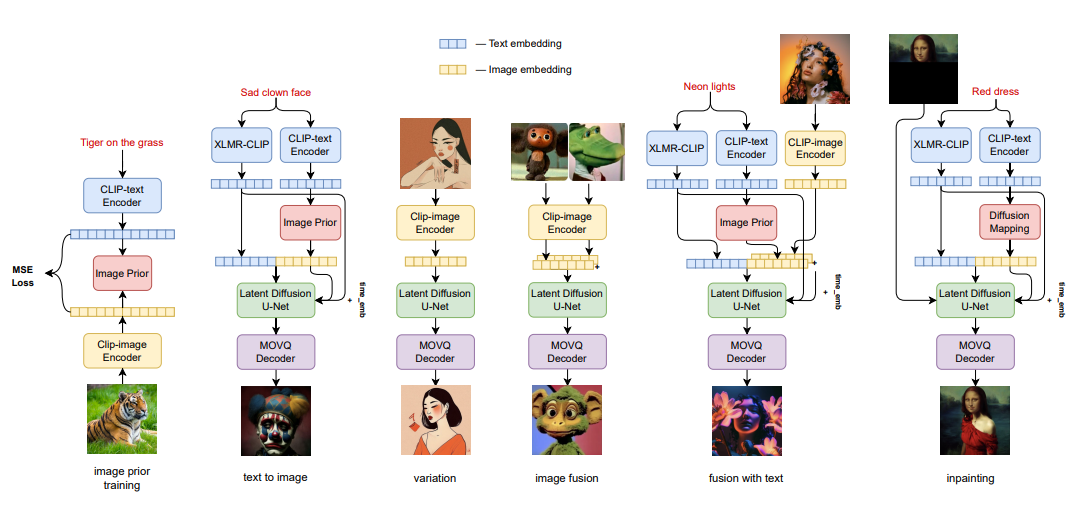 — Text embedding
— Image embedding
Tiger on the grass
CLIP-text
Encoder
MSE
Loss
Image Prior
Clip-image
Encoder
image prior
training
Sad clown face
XLMR-CLIP
CLIP-text
Encoder
Image Prior
Latent Diffusion
U-Net
+
time_emb
MOVQ
Decoder
text to image
Clip-image
Encoder
Latent Diffusion
U-Net
MOVQ
Decoder
variation
Clip-image
Encoder
+
Latent Diffusion
U-Net
MOVQ
Decoder
image fusion
Neon lights
XLMR-CLIP
CLIP-text
Encoder
CLIP-image
Encoder
Image Prior
+
Latent Diffusion
U-Net
+
time_emb
MOVQ
Decoder
fusion with text
Red dress
XLMR-CLIP
CLIP-text
Encoder
Diffusion
Mapping
Latent Diffusion
U-Net
+
time_emb
MOVQ
Decoder
inpainting